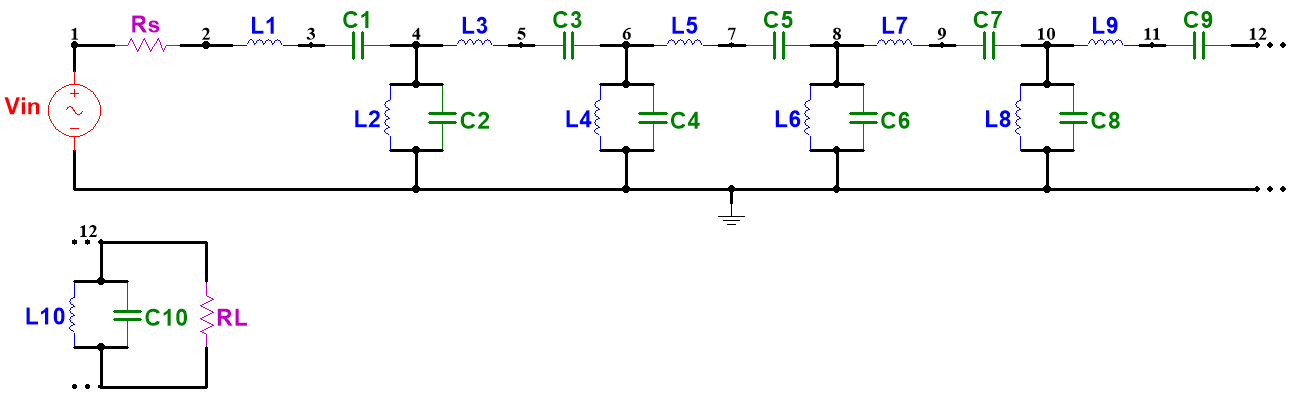 Rs L1 C1 L3 C3 L5 C5 L7 C7 L9 C9
1 2 3 4 5 6 7 8 9 10 11 12
Vin + − L2 C2 L4 C4 L6 C6 L8 C8
12
L10 C10 RL